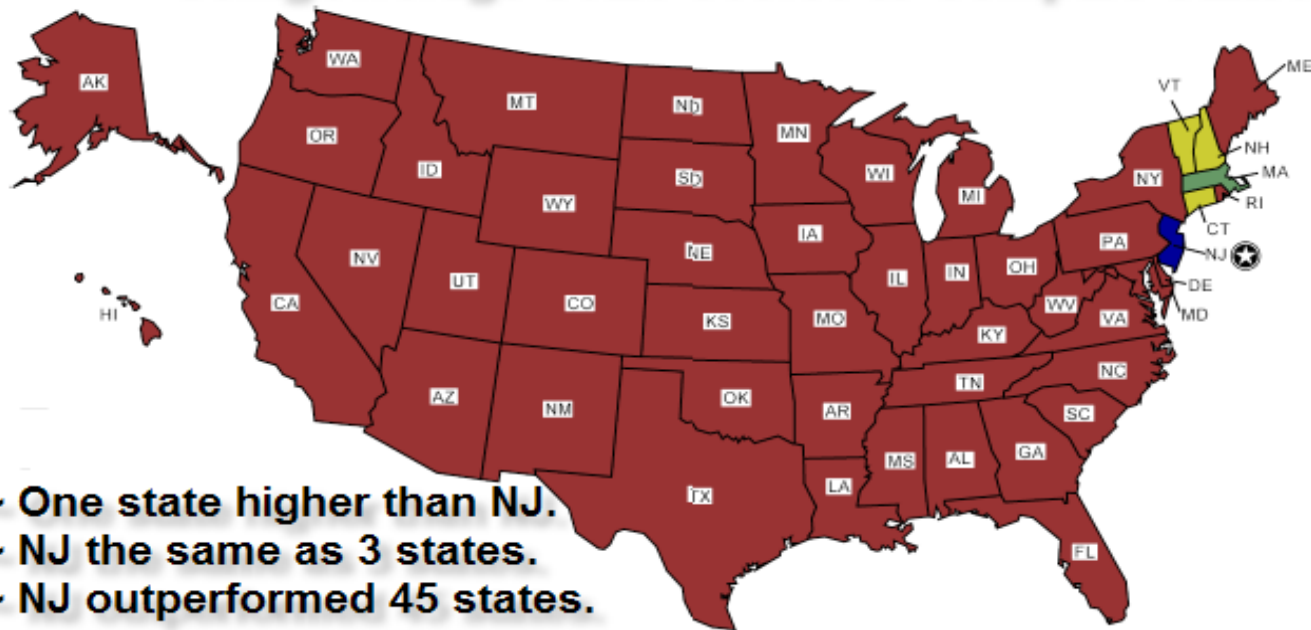 AK
WA
MT
ND
MN
ME
VT
OR
ID
SD
WI
NH
WY
MI
NY
MA
RI
IA
CT
NE
PA
NV
UT
IL
IN
OH
NJ
CA
CO
WV
DE
HI
KS
MO
VA
MD
KY
NC
TN
AZ
NM
OK
AR
SC
MS
AL
GA
LA
TX
FL
- One state higher than NJ.
- NJ the same as 3 states.
- NJ outperformed 45 states.